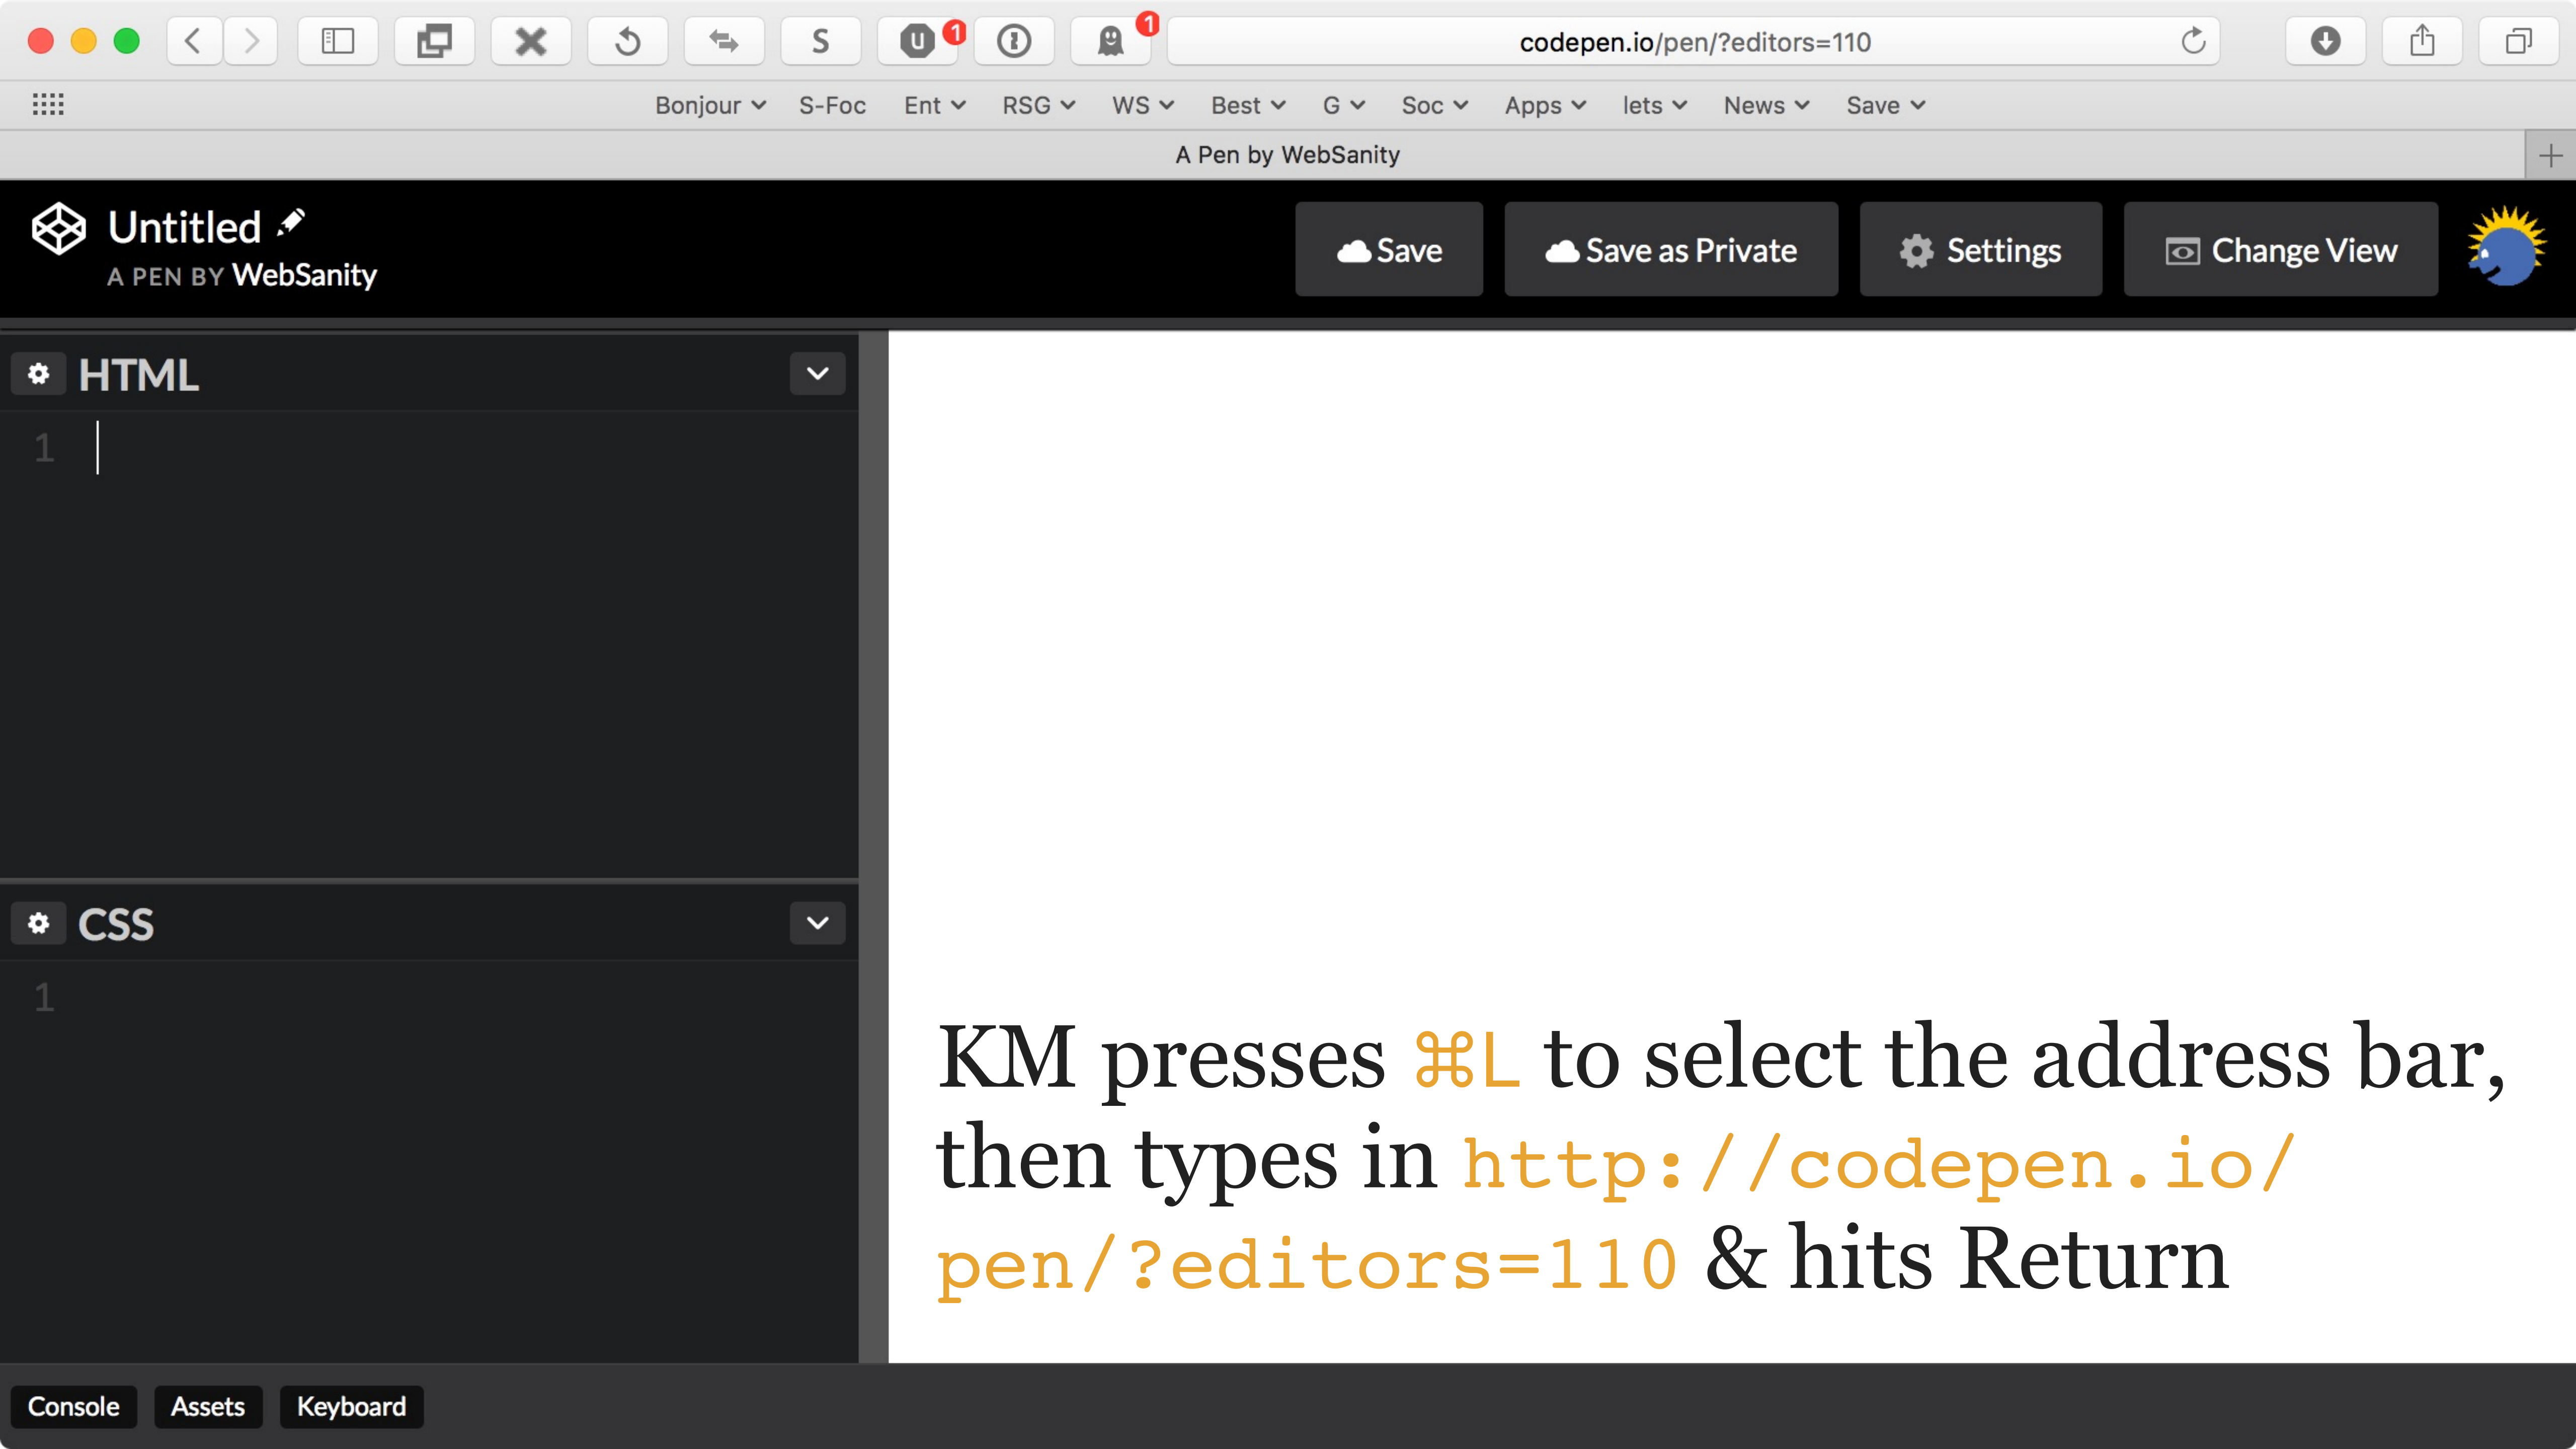 S
U
1
1
codepen.io/pen/?editors=110
Bonjour S-Foc Ent RSG WS Best G Soc Apps lets News Save
A Pen by WebSanity
Untitled
A PEN BY WebSanity
Save
Save as Private
Settings
Change View
HTML
1
CSS
1
KM presses ⌘L to select the address bar,
then types in http://codepen.io/
pen/?editors=110 & hits Return
Console Assets Keyboard